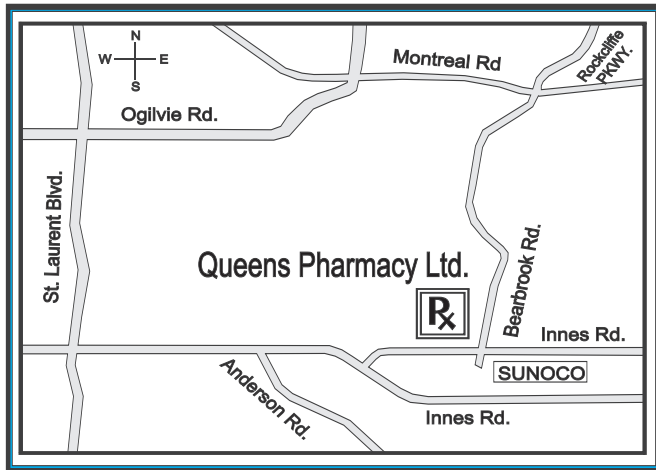 N
W E
S
Montreal Rd
Rockcliffe
PKWY.
Ogilvie Rd.
St. Laurent Blvd.
Queens Pharmacy Ltd.
Rx
Bearbrook Rd.
Innes Rd.
SUNOCO
Anderson Rd.
Innes Rd.